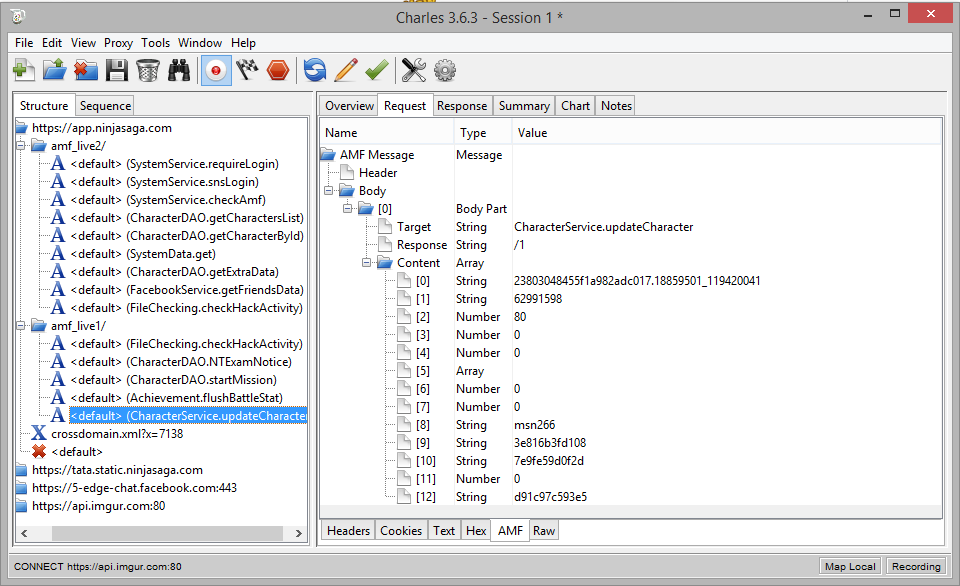 Charles 3.6.3 - Session 1 *
File Edit View Proxy Tools Window Help
Structure Sequence
https://app.ninjasaga.com
amf_live2/
<default> (SystemService.requireLogin)
<default> (SystemService.snsLogin)
<default> (SystemService.checkAmf)
<default> (CharacterDAO.getCharactersList)
<default> (CharacterDAO.getCharacterById)
<default> (SystemData.get)
<default> (CharacterDAO.getExtraData)
<default> (FacebookService.getFriendsData)
<default> (FileChecking.checkHackActivity)
amf_live1/
<default> (FileChecking.checkHackActivity)
<default> (CharacterDAO.NTExamNotice)
<default> (CharacterDAO.startMission)
<default> (Achievement.flushBattleStat)
<default> (CharacterService.updateCharacter
crossdomain.xml?x=7138
<default>
https://tata.static.ninjasaga.com
https://5-edge-chat.facebook.com:443
https://api.imgur.com:80
Overview Request Response Summary Chart Notes
Name Type Value
AMF Message Message
Header
Body
[0] Body Part
Target String CharacterService.updateCharacter
Response String /1
Content Array
[0] String 23803048455f1a982adc017.18859501_119420041
[1] String 62991598
[2] Number 80
[3] Number 0
[4] Number 0
[5] Array
[6] Number 0
[7] Number 0
[8] String msn266
[9] String 3e816b3fd108
[10] String 7e9fe59d0f2d
[11] Number 0
[12] String d91c97c593e5
Headers Cookies Text Hex AMF Raw
CONNECT https://api.imgur.com:80
Map Local Recording